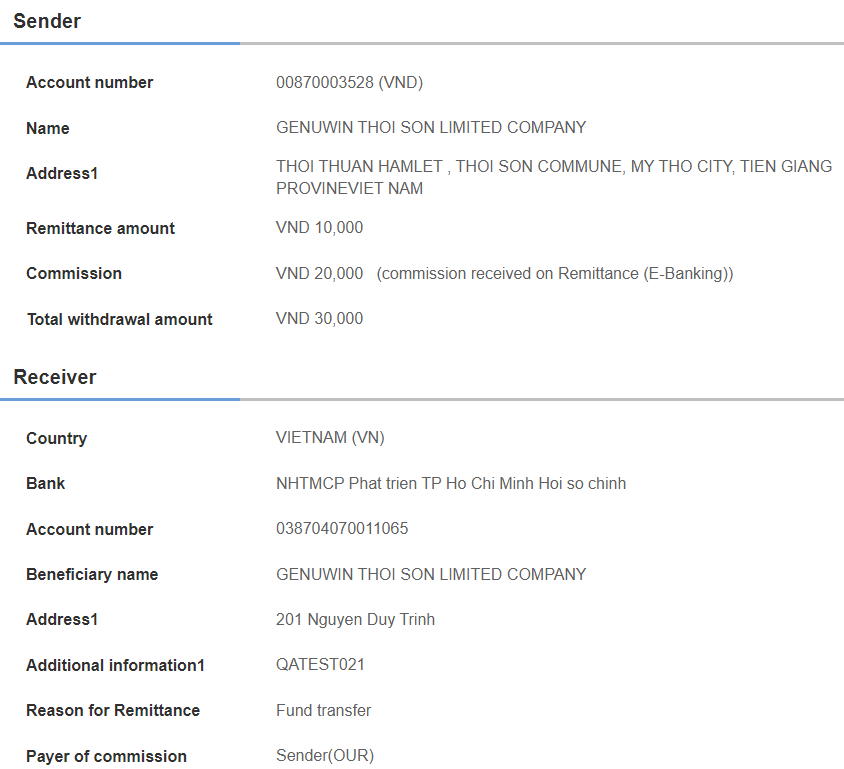 Sender
Account number 00870003528 (VND)
Name GENUWIN THOI SON LIMITED COMPANY
Address1 THOI THUAN HAMLET , THOI SON COMMUNE, MY THO CITY, TIEN GIANG
PROVINEVIET NAM
Remittance amount VND 10,000
Commission VND 20,000 (commission received on Remittance (E-Banking))
Total withdrawal amount VND 30,000
Receiver
Country VIETNAM (VN)
Bank NHTMCP Phat trien TP Ho Chi Minh Hoi so chinh
Account number 038704070011065
Beneficiary name GENUWIN THOI SON LIMITED COMPANY
Address1 201 Nguyen Duy Trinh
Additional information1 QATEST021
Reason for Remittance Fund transfer
Payer of commission Sender(OUR)